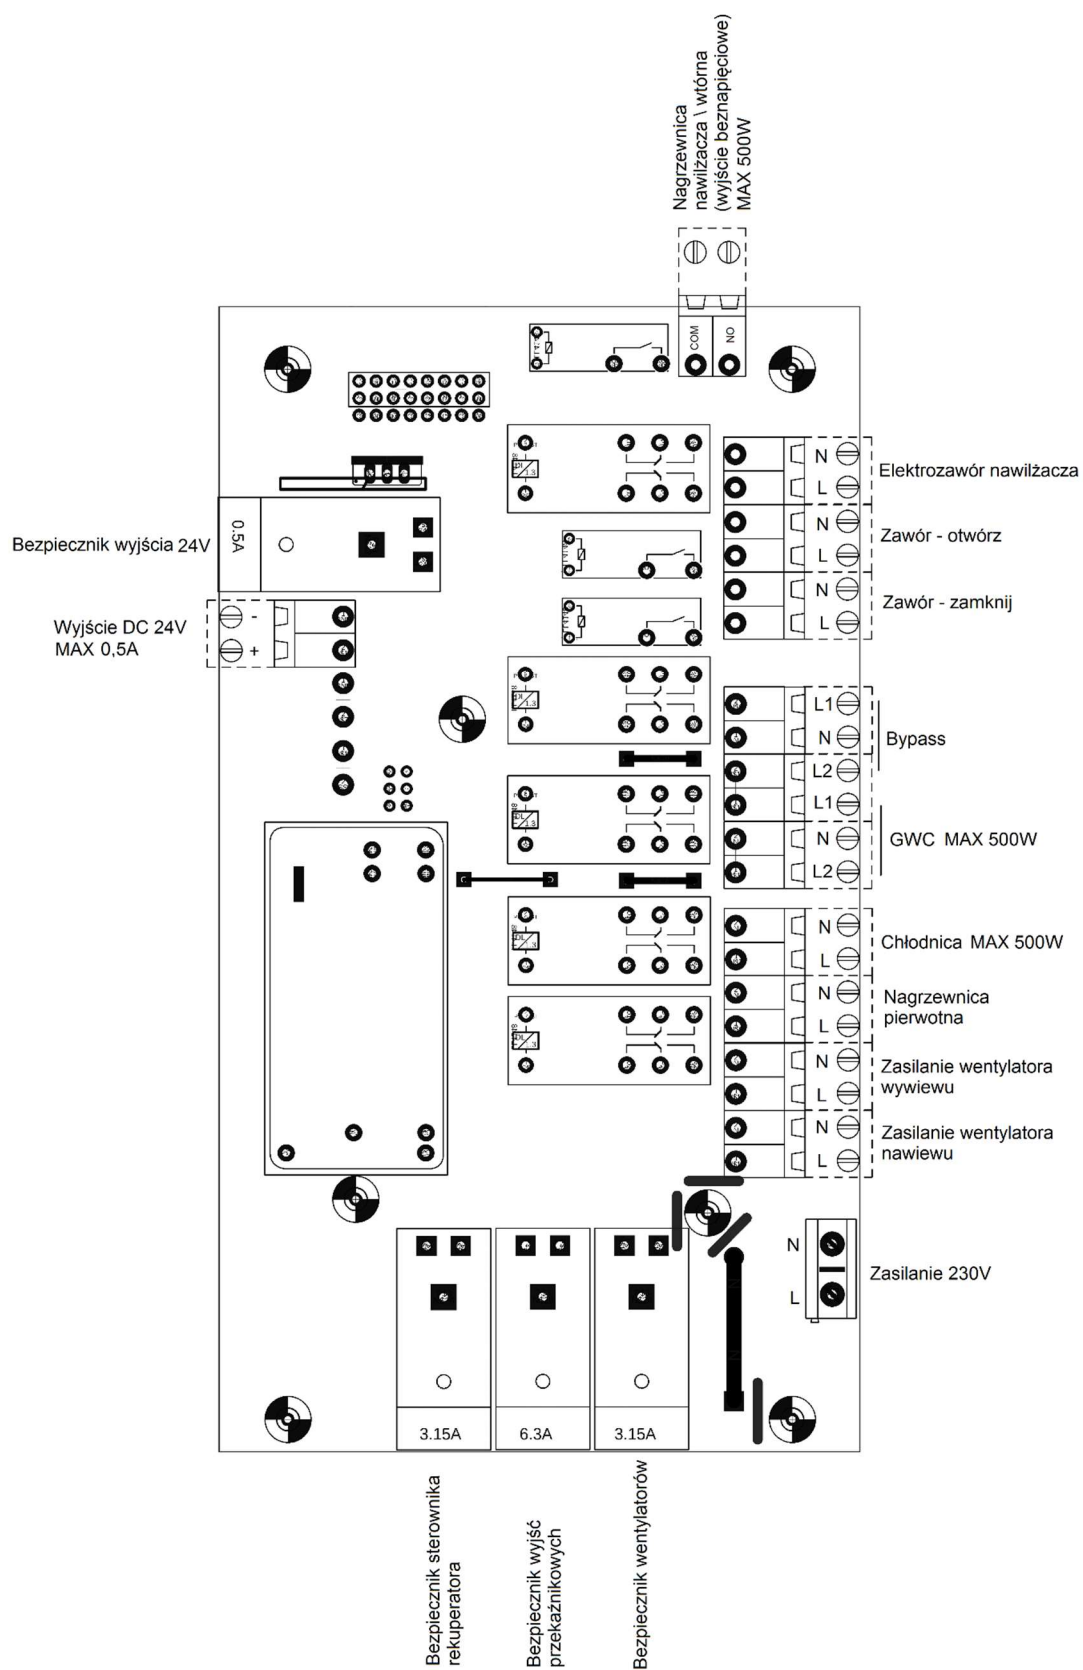 Nagrzewnica
nawilżacza \ wtórna
(wyjście beznapięciowe)
MAX 500W
COM
NO
N
L
Elektrozawór nawilżacza
N
L
Zawór - otwórz
N
L
Zawór - zamknij
0.5A
Bezpiecznik wyjścia 24V
-
+
Wyjście DC 24V
MAX 0,5A
L1
N
L2
Bypass
L1
N
L2
GWC MAX 500W
N
L
Chłodnica MAX 500W
N
L
Nagrzewnica
pierwotna
N
L
Zasilanie wentylatora
wywiewu
N
L
Zasilanie wentylatora
nawiewu
N
L
Zasilanie 230V
3.15A
6.3A
3.15A
Bezpiecznik sterownika
rekuperatora
Bezpiecznik wyjść
przekaźnikowych
Bezpiecznik wentylatorów